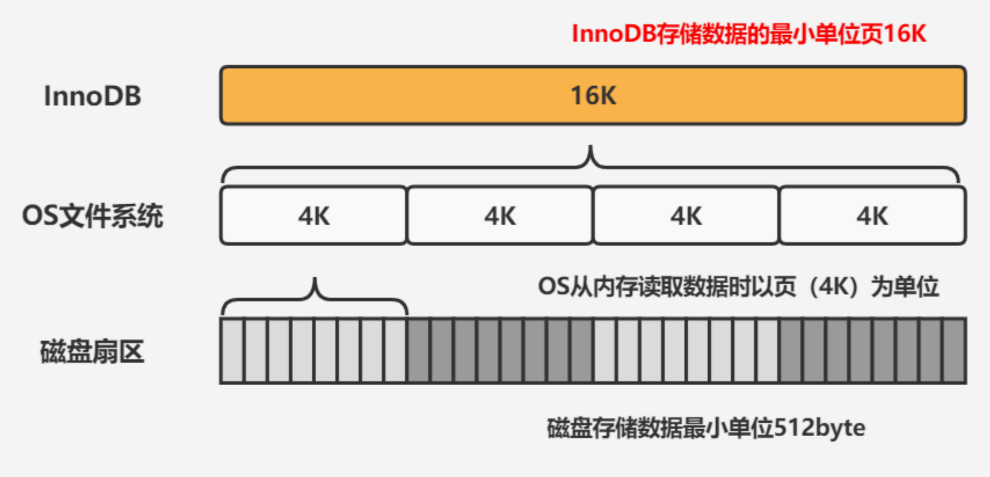 InnoDB存储数据的最小单位页16K
InnoDB
16K
OS文件系统
4K
4K
4K
4K
OS从内存读取数据时以页（4K）为单位
磁盘扇区
磁盘存储数据最小单位512byte